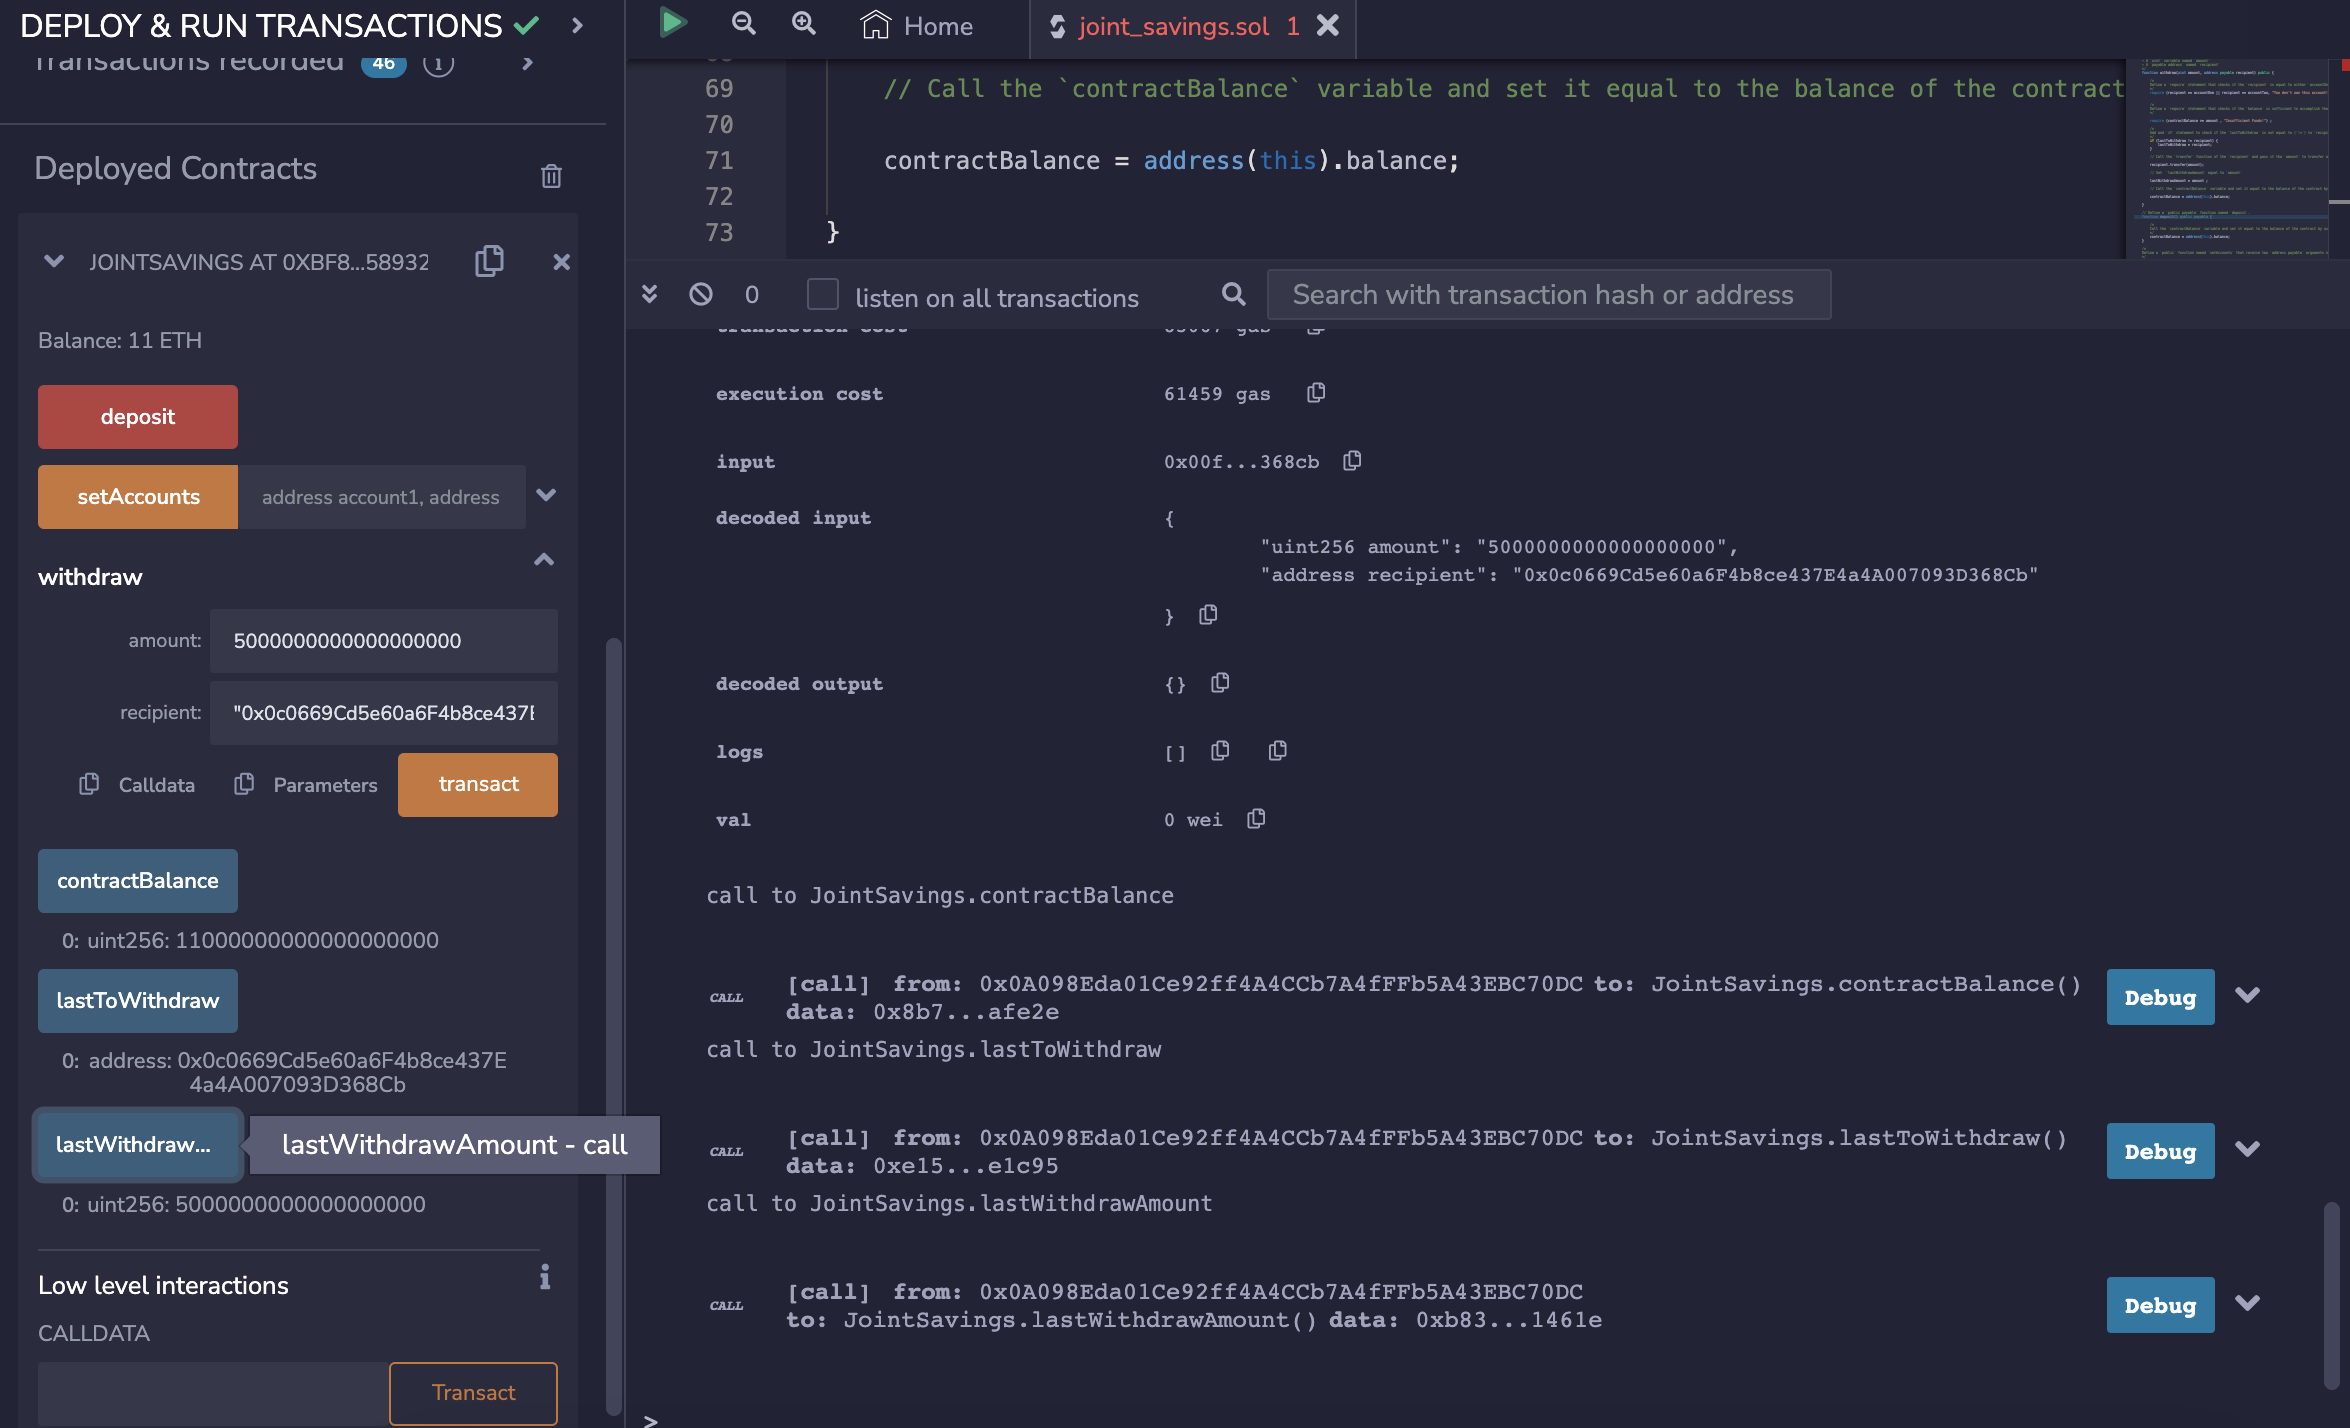 DEPLOY & RUN TRANSACTIONS
Transactions recorded 46 i
Deployed Contracts
JOINTSAVINGS AT 0XBF8...58932
Balance: 11 ETH
deposit
setAccounts address account1, address
withdraw
amount: 5000000000000000000
recipient: "0x0c0669Cd5e60a6F4b8ce437E
Calldata Parameters transact
contractBalance
0: uint256: 11000000000000000000
lastToWithdraw
0: address: 0x0c0669Cd5e60a6F4b8ce437E
4a4A007093D368Cb
lastWithdraw... lastWithdrawAmount - call
0: uint256: 5000000000000000000
Low level interactions i
CALLDATA
Transact
Home joint_savings.sol 1
69 // Call the `contractBalance` variable and set it equal to the balance of the contract
70
71 contractBalance = address(this).balance;
72
73 }
0 listen on all transactions Search with transaction hash or address
transaction cost gas
execution cost 61459 gas
input 0x00f...368cb
decoded input {
"uint256 amount": "5000000000000000000",
"address recipient": "0x0c0669Cd5e60a6F4b8ce437E4a4A007093D368Cb"
}
decoded output {}
logs []
val 0 wei
call to JointSavings.contractBalance
CALL [call] from: 0x0A098Eda01Ce92ff4A4CCb7A4fFFb5A43EBC70DC to: JointSavings.contractBalance() Debug
data: 0x8b7...afe2e
call to JointSavings.lastToWithdraw
CALL [call] from: 0x0A098Eda01Ce92ff4A4CCb7A4fFFb5A43EBC70DC to: JointSavings.lastToWithdraw() Debug
data: 0xe15...e1c95
call to JointSavings.lastWithdrawAmount
CALL [call] from: 0x0A098Eda01Ce92ff4A4CCb7A4fFFb5A43EBC70DC Debug
to: JointSavings.lastWithdrawAmount() data: 0xb83...1461e
>